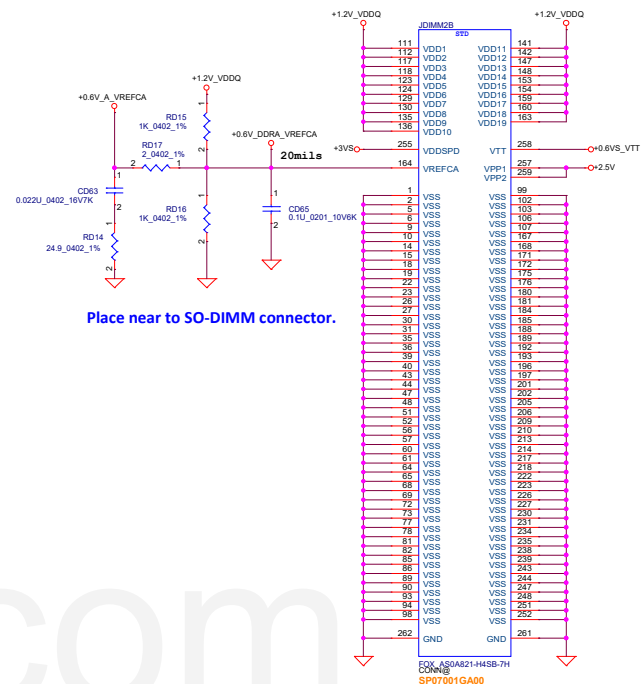 +1.2V_VDDQ
+1.2V_VDDQ
JDIMM2B
STD
111 VDD1 VDD11 141
112 VDD2 VDD12 142
117 VDD3 VDD13 147
118 VDD4 VDD14 148
123 VDD5 VDD15 153
124 VDD6 VDD16 154
129 VDD7 VDD17 159
130 VDD8 VDD18 160
135 VDD9 VDD19 163
136 VDD10
+3VS 255 VDDSPD VTT 258 +0.6VS_VTT
164 VREFCA VPP1 257 +2.5V
VPP2 259
+1.2V_VDDQ
+0.6V_A_VREFCA
1
RD15
1K_0402_1%
2
+0.6V_DDRA_VREFCA
RD17
2_0402_1%
2 1
20mils
1
CD63
0.022U_0402_16V7K
2
1
RD14
24.9_0402_1%
2
1
RD16
1K_0402_1%
2
1
CD65
0.1U_0201_10V6K
2
Place near to SO-DIMM connector.
1 VSS VSS 99
2 VSS VSS 102
5 VSS VSS 103
6 VSS VSS 106
9 VSS VSS 107
10 VSS VSS 167
14 VSS VSS 168
15 VSS VSS 171
18 VSS VSS 172
19 VSS VSS 175
22 VSS VSS 176
23 VSS VSS 180
26 VSS VSS 181
27 VSS VSS 184
30 VSS VSS 185
31 VSS VSS 188
35 VSS VSS 189
36 VSS VSS 192
39 VSS VSS 193
40 VSS VSS 196
43 VSS VSS 197
44 VSS VSS 201
47 VSS VSS 202
48 VSS VSS 205
51 VSS VSS 206
52 VSS VSS 209
56 VSS VSS 210
57 VSS VSS 213
60 VSS VSS 214
61 VSS VSS 217
64 VSS VSS 218
65 VSS VSS 222
68 VSS VSS 223
69 VSS VSS 226
72 VSS VSS 227
73 VSS VSS 230
77 VSS VSS 231
78 VSS VSS 234
81 VSS VSS 235
82 VSS VSS 238
85 VSS VSS 239
86 VSS VSS 243
89 VSS VSS 244
90 VSS VSS 247
93 VSS VSS 248
94 VSS VSS 251
98 VSS VSS 252
262 GND GND 261
FOX_AS0A821-H4SB-7H
CONN@
SP07001GA00
com